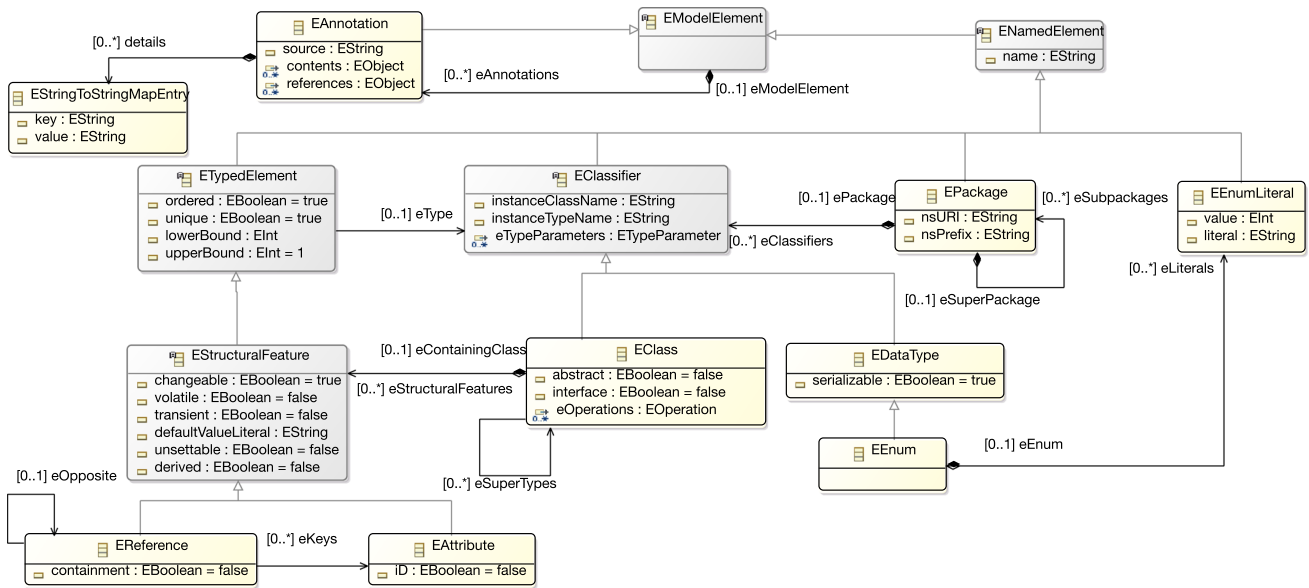 EAnnotation
source : EString
contents : EObject
references : EObject
EModelElement
ENamedElement
name : EString
[0..*] details
[0..*] eAnnotations
[0..1] eModelElement
EStringToStringMapEntry
key : EString
value : EString
ETypedElement
ordered : EBoolean = true
unique : EBoolean = true
lowerBound : EInt
upperBound : EInt = 1
[0..1] eType
EClassifier
instanceClassName : EString
instanceTypeName : EString
eTypeParameters : ETypeParameter
[0..1] ePackage
[0..*] eClassifiers
EPackage
nsURI : EString
nsPrefix : EString
[0..*] eSubpackages
[0..1] eSuperPackage
EEnumLiteral
value : EInt
literal : EString
[0..*] eLiterals
EStructuralFeature
changeable : EBoolean = true
volatile : EBoolean = false
transient : EBoolean = false
defaultValueLiteral : EString
unsettable : EBoolean = false
derived : EBoolean = false
[0..1] eContainingClass
[0..*] eStructuralFeatures
EClass
abstract : EBoolean = false
interface : EBoolean = false
eOperations : EOperation
[0..*] eSuperTypes
EDataType
serializable : EBoolean = true
EEnum
[0..1] eEnum
[0..1] eOpposite
EReference
containment : EBoolean = false
[0..*] eKeys
EAttribute
iD : EBoolean = false